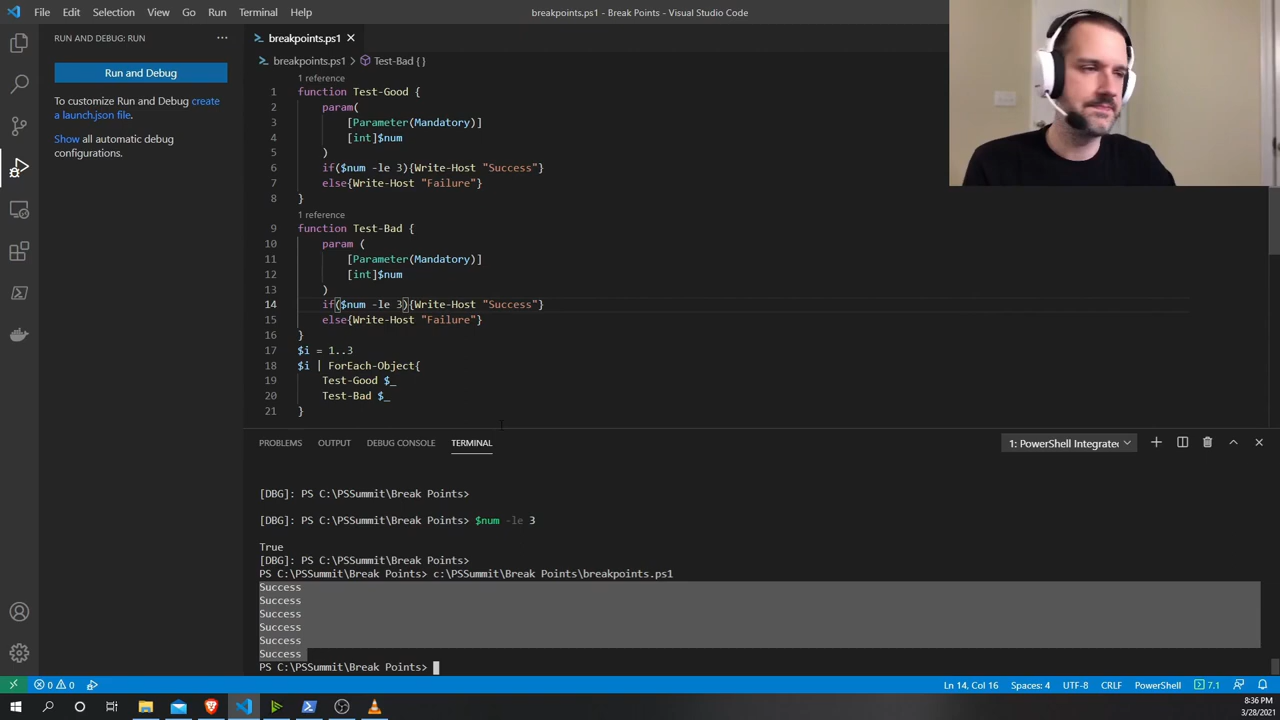 File Edit Selection View Go Run Terminal Help
breakpoints.ps1 - Break Points - Visual Studio Code
RUN AND DEBUG: RUN
Run and Debug
To customize Run and Debug create
a launch.json file.
Show all automatic debug
configurations.
breakpoints.ps1
breakpoints.ps1 > Test-Bad { }
1 reference
1 function Test-Good {
2 param(
3 [Parameter(Mandatory)]
4 [int]$num
5 )
6 if($num -le 3){Write-Host "Success"}
7 else{Write-Host "Failure"}
8 }
1 reference
9 function Test-Bad {
10 param (
11 [Parameter(Mandatory)]
12 [int]$num
13 )
14 if($num -le 3){Write-Host "Success"}
15 else{Write-Host "Failure"}
16 }
17 $i = 1..3
18 $i | ForEach-Object{
19 Test-Good $_
20 Test-Bad $_
21 }
PROBLEMS OUTPUT DEBUG CONSOLE TERMINAL
1: PowerShell Integrate
[DBG]: PS C:\PSSummit\Break Points>
[DBG]: PS C:\PSSummit\Break Points> $num -le 3
True
[DBG]: PS C:\PSSummit\Break Points>
PS C:\PSSummit\Break Points> c:\PSSummit\Break Points\breakpoints.ps1
Success
Success
Success
Success
Success
Success
PS C:\PSSummit\Break Points>
0 0
Ln 14, Col 16 Spaces: 4 UTF-8 CRLF PowerShell 7.1
8:36 PM
3/28/2021